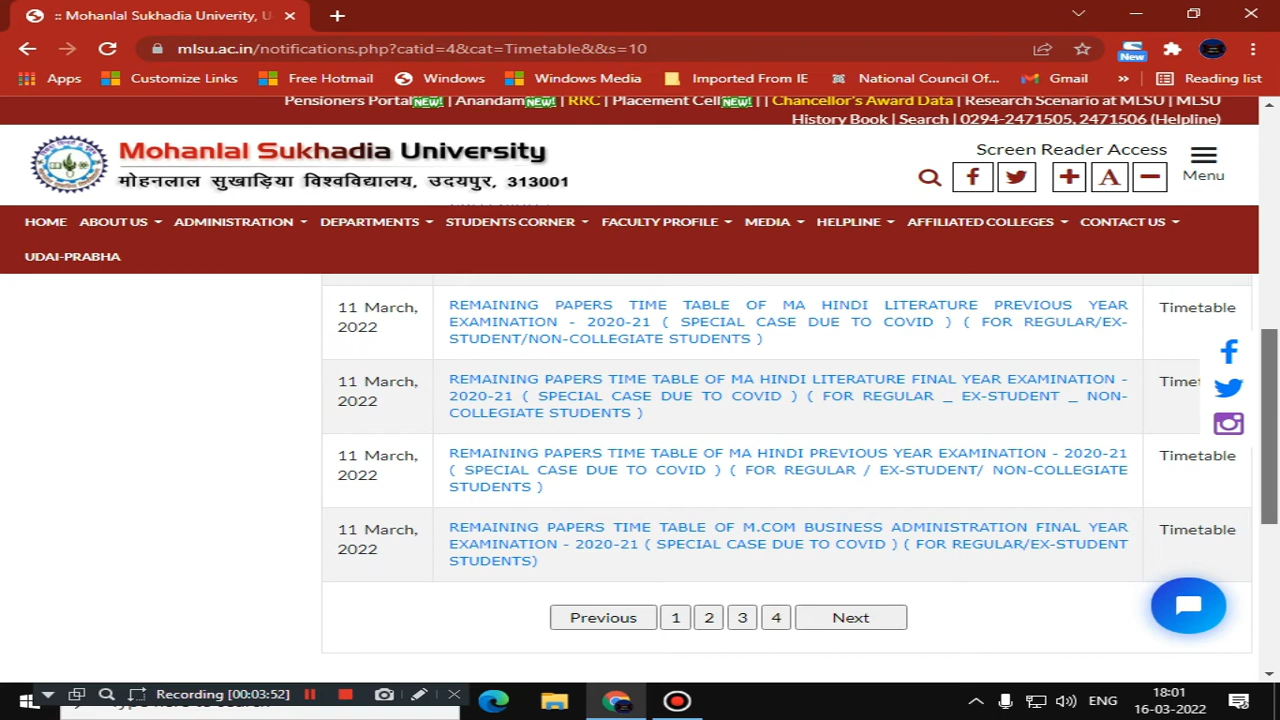 :: Mohanlal Sukhadia Univerity, U
mlsu.ac.in/notifications.php?catid=4&cat=Timetable&&s=10
New
Apps Customize Links Free Hotmail Windows Windows Media Imported From IE National Council Of... Gmail » Reading list
Pensioners Portal NEW! | Anandam NEW! | RRC | Placement Cell NEW! | | Chancellor's Award Data | Research Scenario at MLSU | MLSU
History Book | Search | 0294-2471505, 2471506 (Helpline)
Mohanlal Sukhadia University
मोहनलाल सुखाड़िया विश्वविद्यालय, उदयपुर, 313001
Screen Reader Access
A
Menu
HOME ABOUT US ADMINISTRATION DEPARTMENTS STUDENTS CORNER FACULTY PROFILE MEDIA HELPLINE AFFILIATED COLLEGES CONTACT US
UDAI-PRABHA
11 March, 2022
REMAINING PAPERS TIME TABLE OF MA HINDI LITERATURE PREVIOUS YEAR
EXAMINATION - 2020-21 ( SPECIAL CASE DUE TO COVID ) ( FOR REGULAR/EX-
STUDENT/NON-COLLEGIATE STUDENTS )
Timetable
11 March, 2022
REMAINING PAPERS TIME TABLE OF MA HINDI LITERATURE FINAL YEAR EXAMINATION -
2020-21 ( SPECIAL CASE DUE TO COVID ) ( FOR REGULAR _ EX-STUDENT _ NON-
COLLEGIATE STUDENTS )
11 March, 2022
REMAINING PAPERS TIME TABLE OF MA HINDI PREVIOUS YEAR EXAMINATION - 2020-21
( SPECIAL CASE DUE TO COVID ) ( FOR REGULAR / EX-STUDENT/ NON-COLLEGIATE
STUDENTS )
Timetable
11 March, 2022
REMAINING PAPERS TIME TABLE OF M.COM BUSINESS ADMINISTRATION FINAL YEAR
EXAMINATION - 2020-21 ( SPECIAL CASE DUE TO COVID ) ( FOR REGULAR/EX-STUDENT
STUDENTS)
Timetable
Previous 1 2 3 4 Next
Recording [00:03:52]
ENG
18:01
16-03-2022